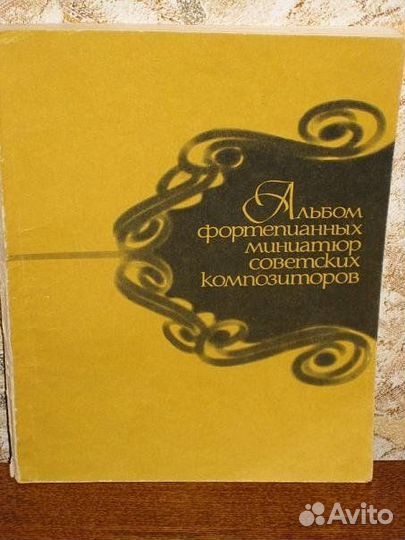 Альбом
фортепианных
миниатюр
советских
композиторов
Avito